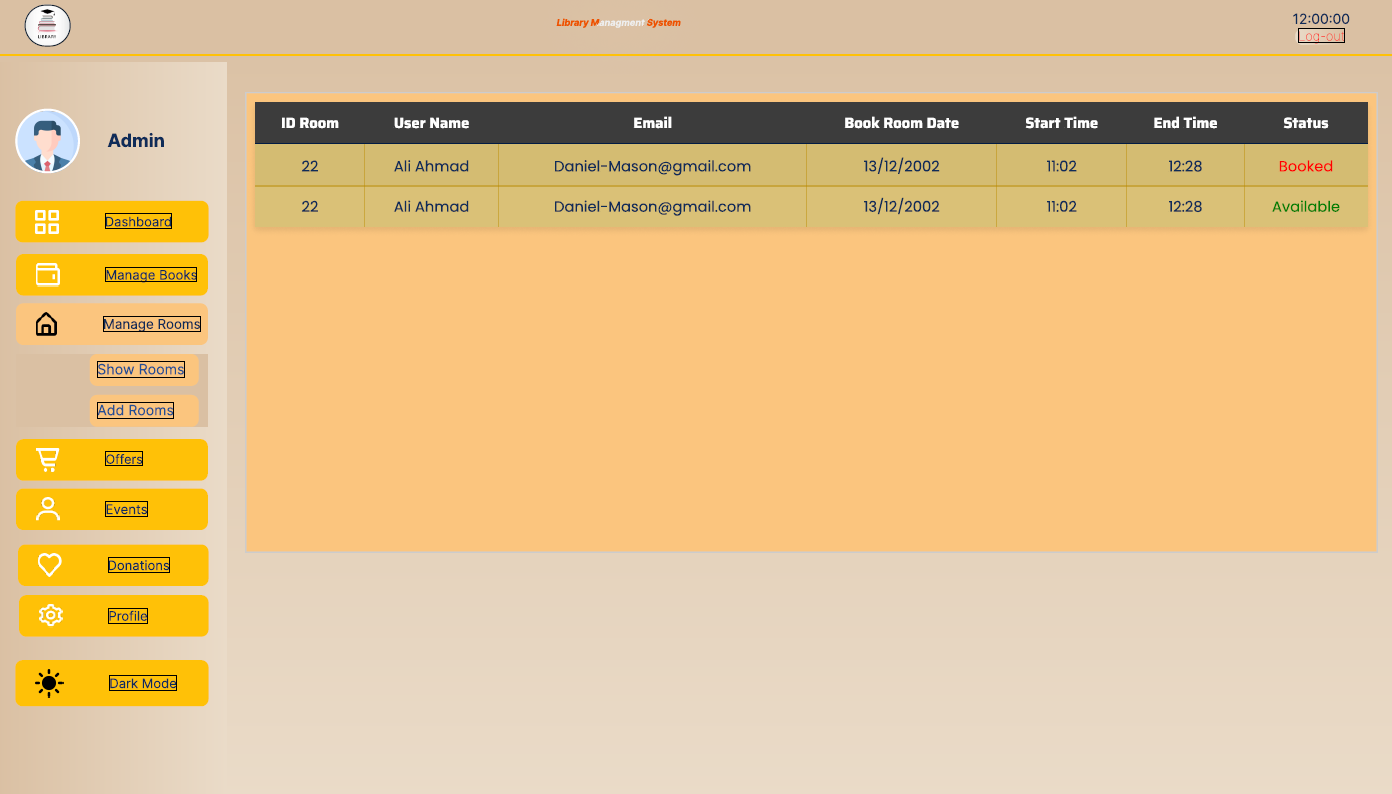 LIBRARY
Library Managment System
12:00:00
Log-out
Admin
Dashboard
Manage Books
Manage Rooms
Show Rooms
Add Rooms
Offers
Events
Donations
Profile
Dark Mode
ID Room User Name Email Book Room Date Start Time End Time Status
22 Ali Ahmad Daniel-Mason@gmail.com 13/12/2002 11:02 12:28 Booked
22 Ali Ahmad Daniel-Mason@gmail.com 13/12/2002 11:02 12:28 Available